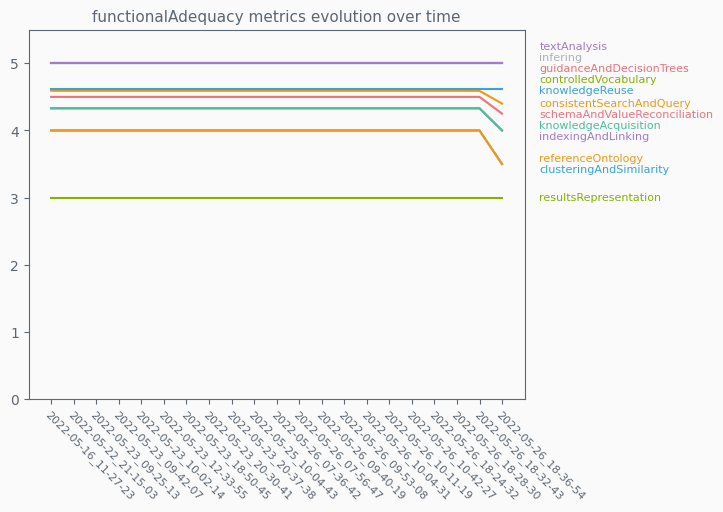 functionalAdequacy metrics evolution over time
5
4
3
2
1
0
textAnalysis
infering
guidanceAndDecisionTrees
controlledVocabulary
knowledgeReuse
consistentSearchAndQuery
schemaAndValueReconciliation
knowledgeAcquisition
indexingAndLinking
referenceOntology
clusteringAndSimilarity
resultsRepresentation
2022-05-16_11-27-23
2022-05-22_21-15-03
2022-05-23_09-25-13
2022-05-23_09-42-07
2022-05-23_10-02-14
2022-05-23_12-33-55
2022-05-23_18-50-45
2022-05-23_20-30-41
2022-05-23_20-37-38
2022-05-25_10-04-43
2022-05-26_07-36-42
2022-05-26_07-56-47
2022-05-26_09-40-19
2022-05-26_09-53-08
2022-05-26_10-04-31
2022-05-26_10-11-19
2022-05-26_10-42-27
2022-05-26_18-24-32
2022-05-26_18-28-30
2022-05-26_18-32-43
2022-05-26_18-36-54